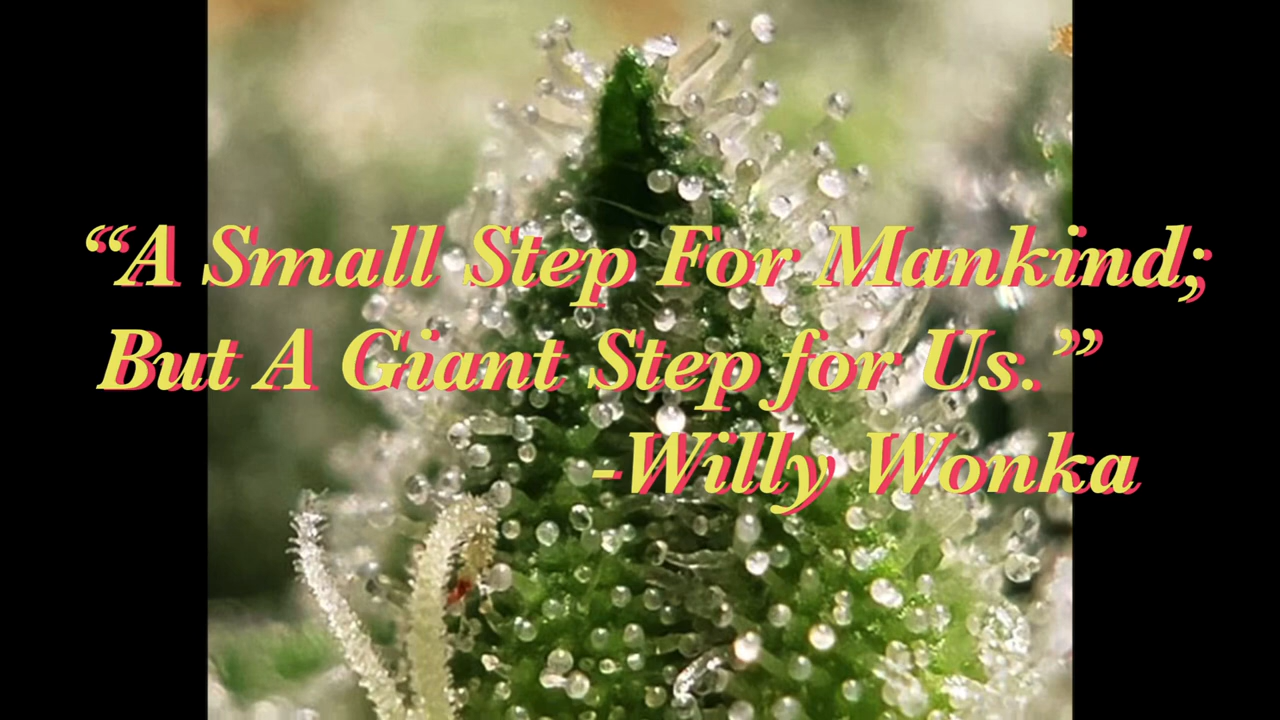 “A Small Step For Mankind;
But A Giant Step for Us.”
-Willy Wonka